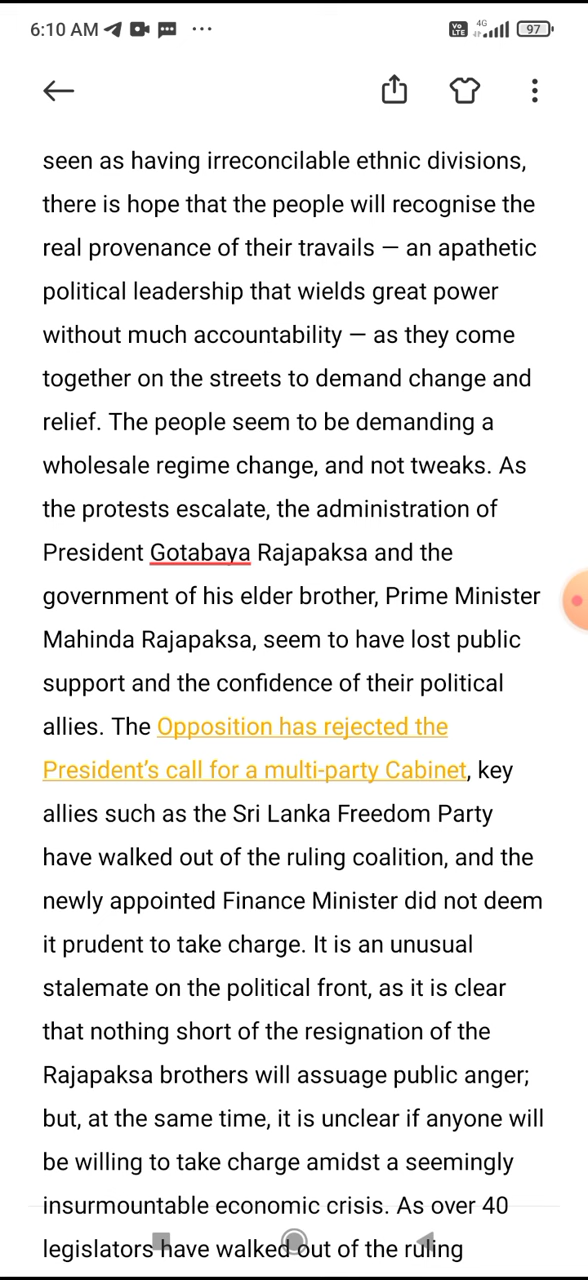 6:10 AM
Vo LTE 4G 97
seen as having irreconcilable ethnic divisions,
there is hope that the people will recognise the
real provenance of their travails — an apathetic
political leadership that wields great power
without much accountability — as they come
together on the streets to demand change and
relief. The people seem to be demanding a
wholesale regime change, and not tweaks. As
the protests escalate, the administration of
President Gotabaya Rajapaksa and the
government of his elder brother, Prime Minister
Mahinda Rajapaksa, seem to have lost public
support and the confidence of their political
allies. The Opposition has rejected the
President’s call for a multi-party Cabinet, key
allies such as the Sri Lanka Freedom Party
have walked out of the ruling coalition, and the
newly appointed Finance Minister did not deem
it prudent to take charge. It is an unusual
stalemate on the political front, as it is clear
that nothing short of the resignation of the
Rajapaksa brothers will assuage public anger;
but, at the same time, it is unclear if anyone will
be willing to take charge amidst a seemingly
insurmountable economic crisis. As over 40
legislators have walked out of the ruling